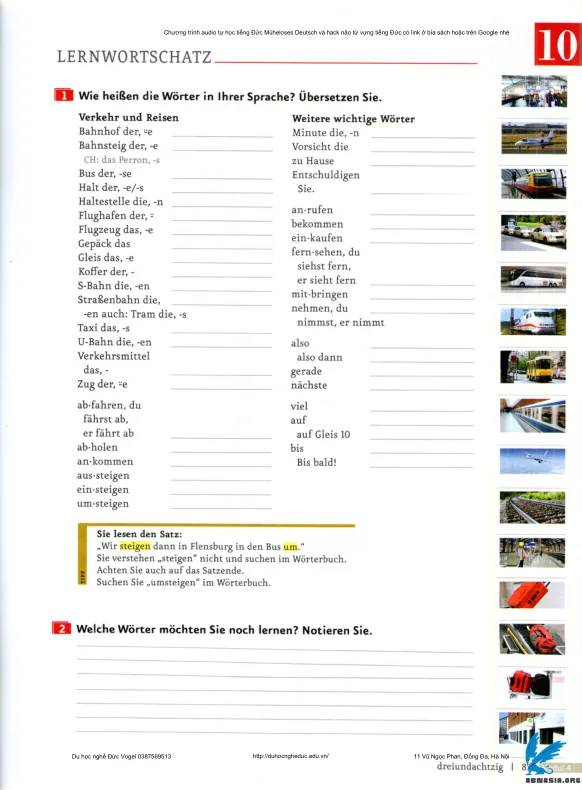 Chương trình audio tự học tiếng Đức Müheloses Deutsch và hack não từ vựng tiếng Đức có link ở bìa sách hoặc trên Google nhé
10
LERNWORTSCHATZ
1 Wie heißen die Wörter in Ihrer Sprache? Übersetzen Sie.
Verkehr und Reisen
Bahnhof der, ⸚e
Bahnsteig der, -e
CH: das Perron, -s
Bus der, -se
Halt der, -e/-s
Haltestelle die, -n
Flughafen der, ⸚
Flugzeug das, -e
Gepäck das
Gleis das, -e
Koffer der, -
S-Bahn die, -en
Straßenbahn die,
-en auch: Tram die, -s
Taxi das, -s
U-Bahn die, -en
Verkehrsmittel
das, -
Zug der, ⸚e
ab·fahren, du
fährst ab,
er fährt ab
ab·holen
an·kommen
aus·steigen
ein·steigen
um·steigen
Weitere wichtige Wörter
Minute die, -n
Vorsicht die
zu Hause
Entschuldigen
Sie.
an·rufen
bekommen
ein·kaufen
fern·sehen, du
siehst fern,
er sieht fern
mit·bringen
nehmen, du
nimmst, er nimmt
also
also dann
gerade
nächste
viel
auf
auf Gleis 10
bis
Bis bald!
TIPP
Sie lesen den Satz:
„Wir steigen dann in Flensburg in den Bus um.“
Sie verstehen „steigen“ nicht und suchen im Wörterbuch.
Achten Sie auch auf das Satzende.
Suchen Sie „umsteigen“ im Wörterbuch.
2 Welche Wörter möchten Sie noch lernen? Notieren Sie.
Du học nghề Đức Vogel 0387569513
http://duhocngheduc.edu.vn/
11 Vũ Ngọc Phan, Đống Đa, Hà Nội
dreiundachtzig |
ABMASIA.ORG